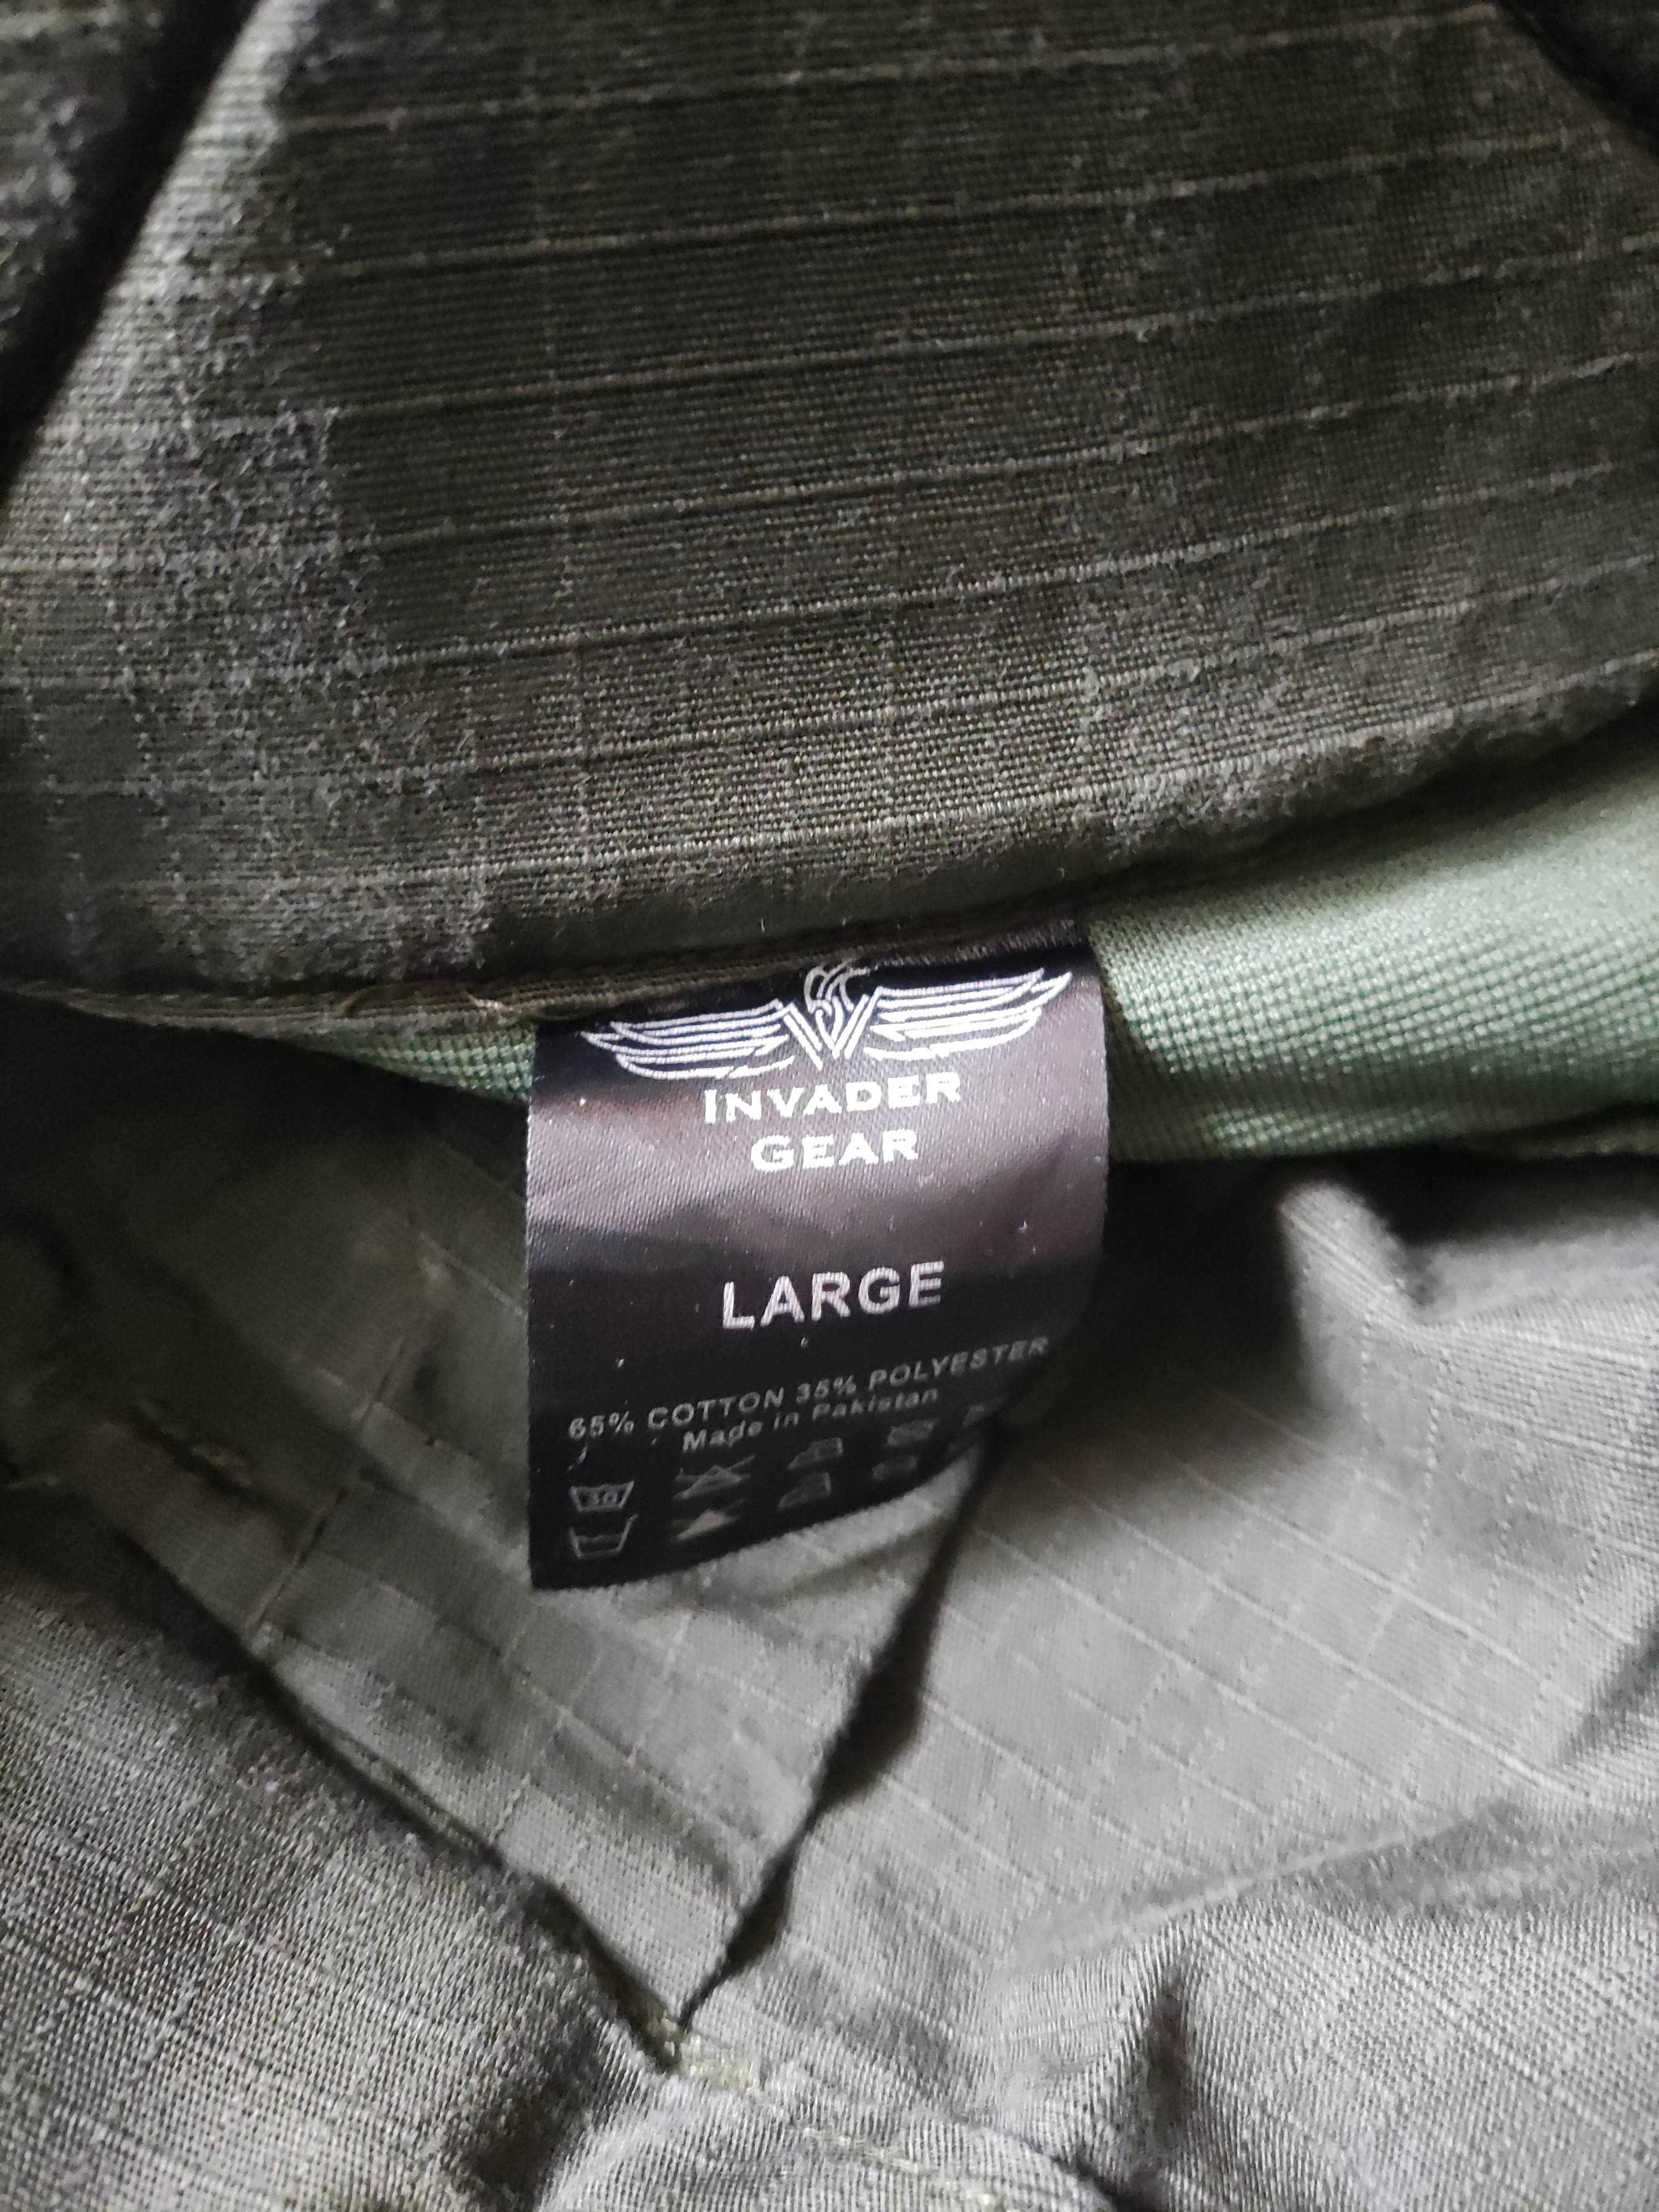 INVADER
GEAR
LARGE
65% COTTON 35% POLYESTER
Made in Pakistan
30